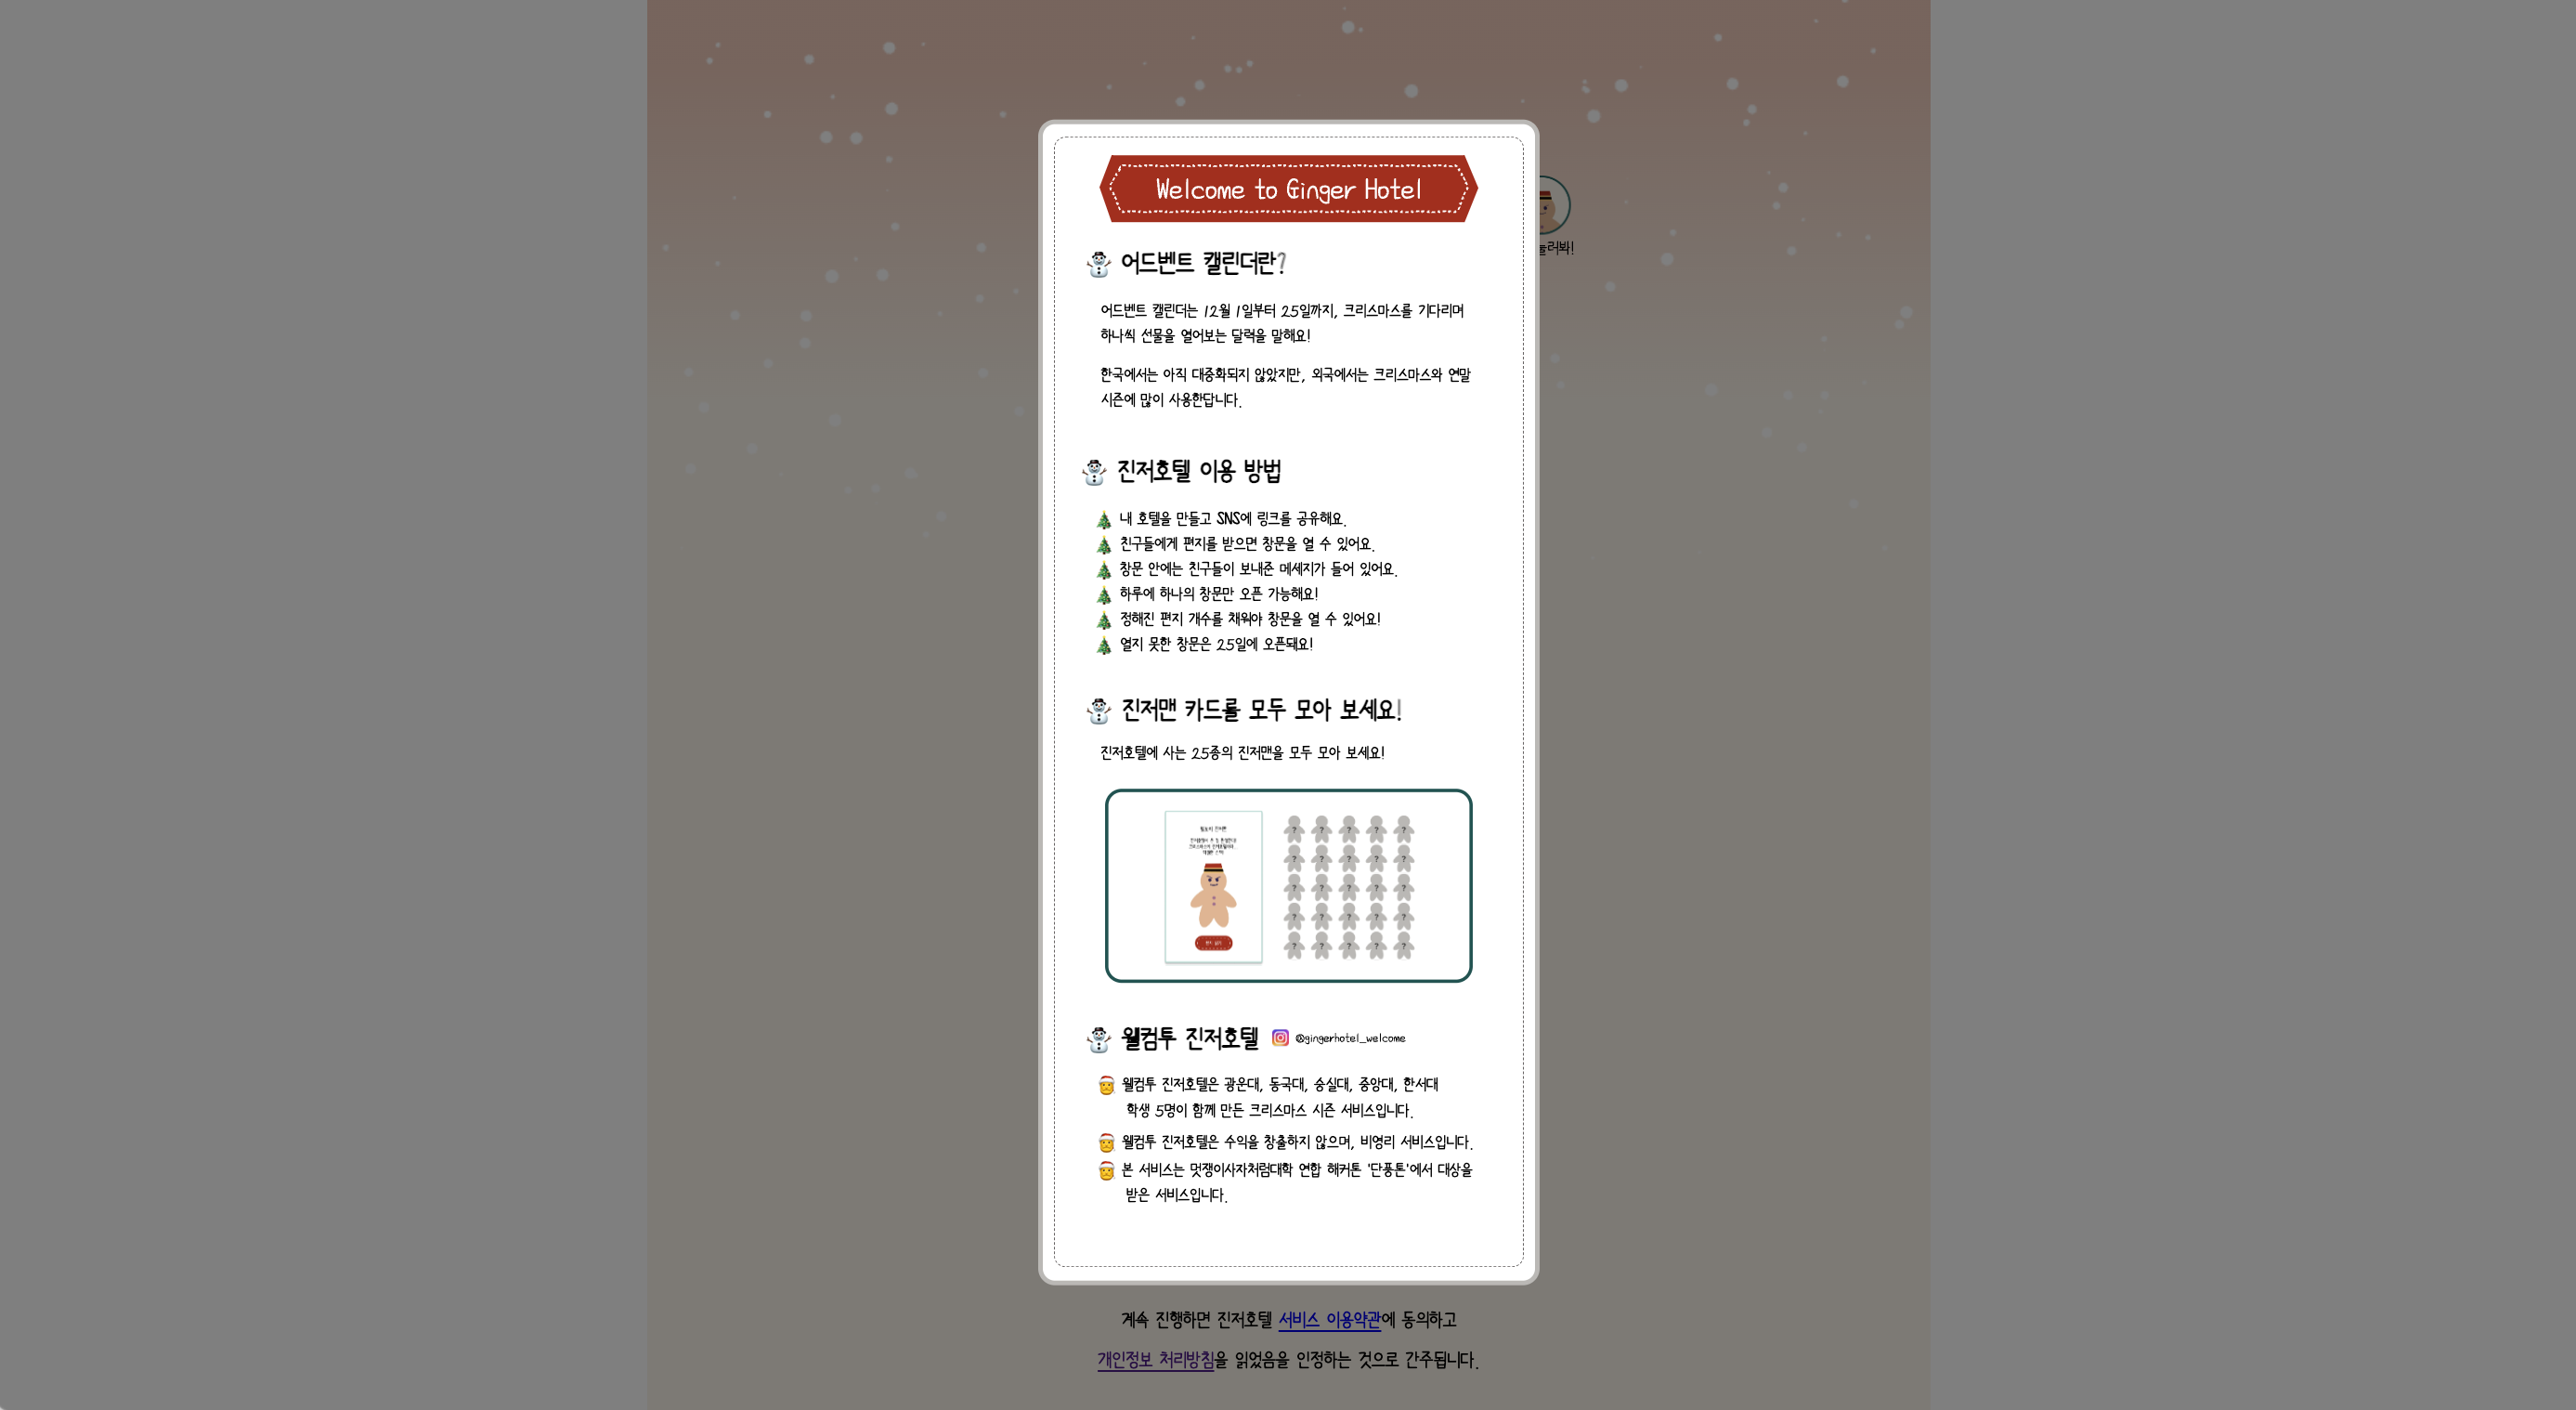 Welcome to Ginger Hotel
눌러봐!
어드벤트 캘린더란?
어드벤트 캘린더는 12월 1일부터 25일까지, 크리스마스를 기다리며
하나씩 선물을 열어보는 달력을 말해요!
한국에서는 아직 대중화되지 않았지만, 외국에서는 크리스마스와 연말
시즌에 많이 사용한답니다.
진저호텔 이용 방법
내 호텔을 만들고 SNS에 링크를 공유해요.
친구들에게 편지를 받으면 창문을 열 수 있어요.
창문 안에는 친구들이 보내준 메세지가 들어 있어요.
하루에 하나의 창문만 오픈 가능해요!
정해진 편지 개수를 채워야 창문을 열 수 있어요!
열지 못한 창문은 25일에 오픈돼요!
진저맨 카드를 모두 모아 보세요!
진저호텔에 사는 25종의 진저맨을 모두 모아 보세요!
? ? ? ? ?
? ? ? ? ?
? ? ? ? ?
? ? ? ? ?
? ? ? ? ?
웰컴투 진저호텔 @gingerhotel_welcome
웰컴투 진저호텔은 광운대, 동국대, 숭실대, 중앙대, 한서대
학생 5명이 함께 만든 크리스마스 시즌 서비스입니다.
웰컴투 진저호텔은 수익을 창출하지 않으며, 비영리 서비스입니다.
본 서비스는 멋쟁이사자처럼대학 연합 해커톤 '단풍톤'에서 대상을
받은 서비스입니다.
계속 진행하면 진저호텔 서비스 이용약관에 동의하고
개인정보 처리방침을 읽었음을 인정하는 것으로 간주됩니다.